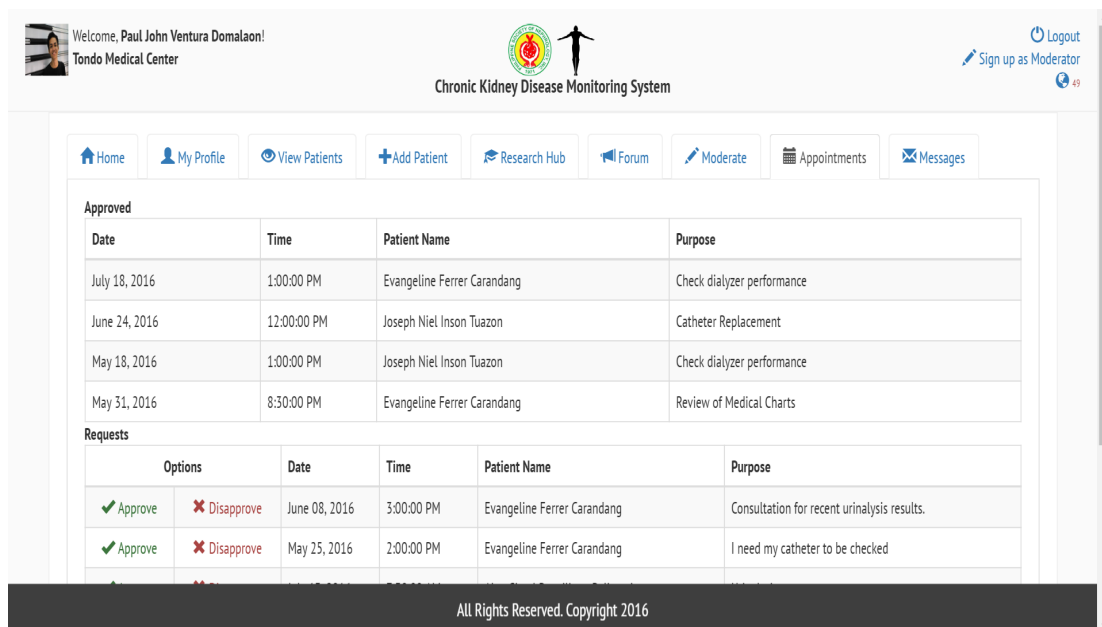 Welcome, Paul John Ventura Domalaon!
Tondo Medical Center
Chronic Kidney Disease Monitoring System
Logout
Sign up as Moderator
49
Home My Profile View Patients Add Patient Research Hub Forum Moderate Appointments Messages
Approved
Date Time Patient Name Purpose
July 18, 2016 1:00:00 PM Evangeline Ferrer Carandang Check dialyzer performance
June 24, 2016 12:00:00 PM Joseph Niel Inson Tuazon Catheter Replacement
May 18, 2016 1:00:00 PM Joseph Niel Inson Tuazon Check dialyzer performance
May 31, 2016 8:30:00 PM Evangeline Ferrer Carandang Review of Medical Charts
Requests
Options Date Time Patient Name Purpose
Approve Disapprove June 08, 2016 3:00:00 PM Evangeline Ferrer Carandang Consultation for recent urinalysis results.
Approve Disapprove May 25, 2016 2:00:00 PM Evangeline Ferrer Carandang I need my catheter to be checked
All Rights Reserved. Copyright 2016